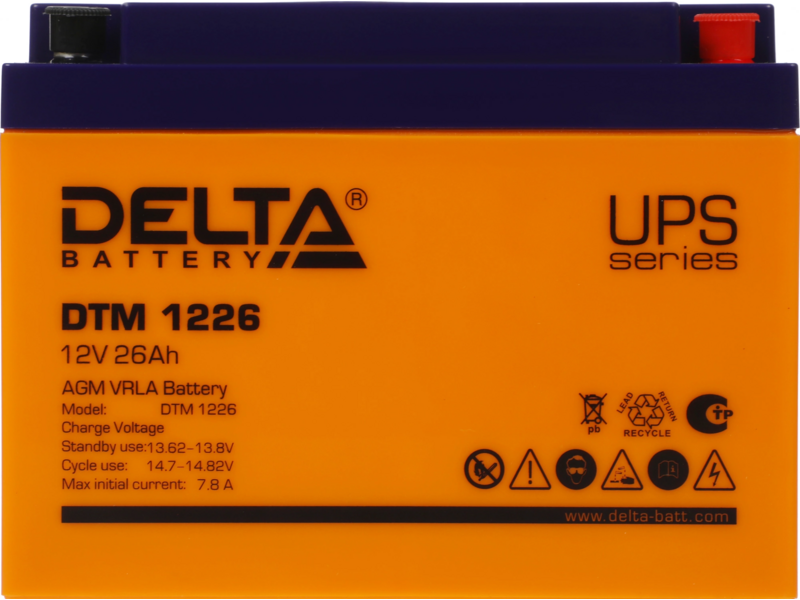 DELTA®
BATTERY
UPS
series
DTM 1226
12V 26Ah
AGM VRLA Battery
Model: DTM 1226
Charge Voltage
Standby use:13.62-13.8V
Cycle use: 14.7-14.82V
Max initial current: 7.8 A
pb
LEAD RETURN
RECYCLE
СТР
www.delta-batt.com